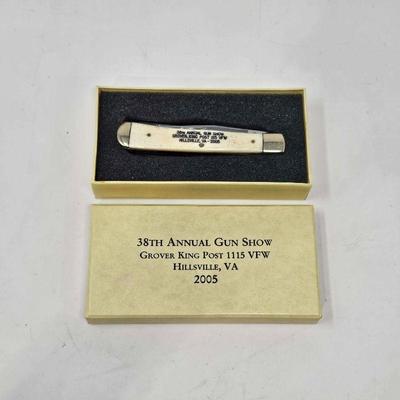 38th ANNUAL GUN SHOW
GROVER KING POST 1115 VFW
HILLSVILLE, VA - 2005
38TH ANNUAL GUN SHOW
GROVER KING POST 1115 VFW
HILLSVILLE, VA
2005